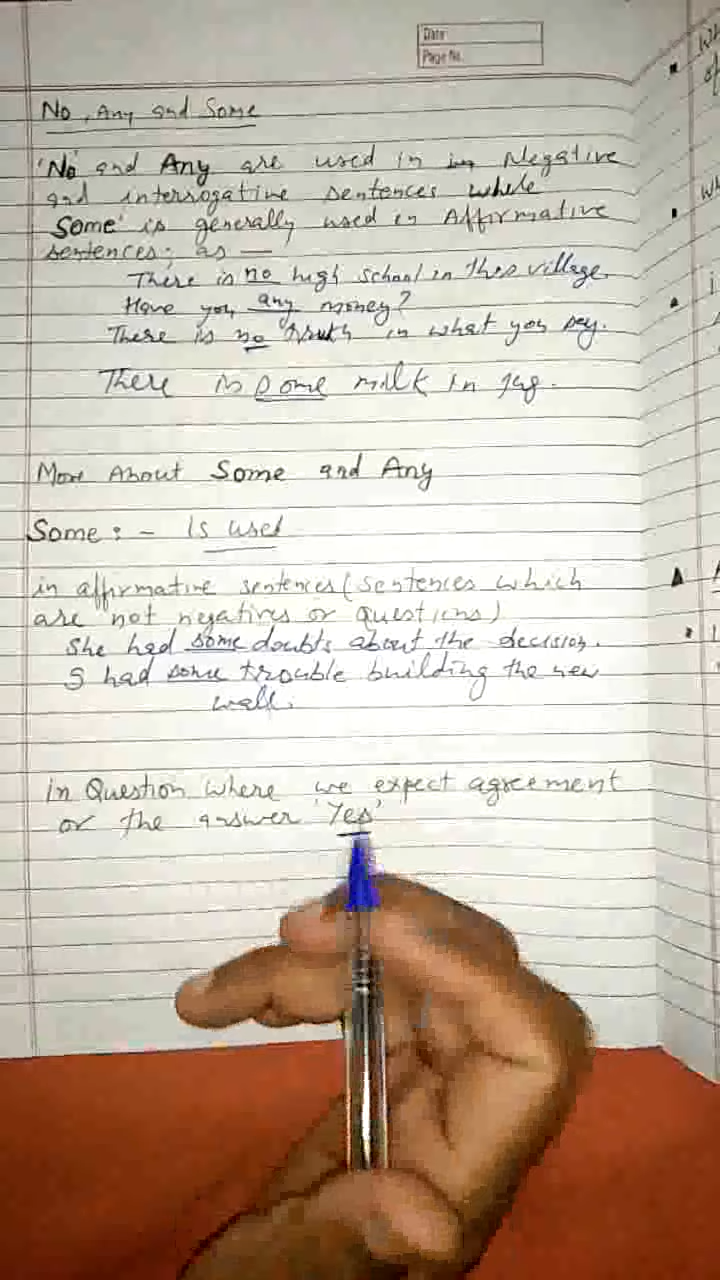 Date
Page No.
No, Any and Some
'No' and Any are used in Negative
and interrogative sentences while
Some' is generally used in Affirmative
sentences; as —
There is no high school in this village.
Have you any money?
There is no truth in what you say.
There is some milk in jug.
More About Some and Any
Some : - is used
in affirmative sentences (sentences which
are not negatives or questions)
She had some doubts about the decision.
I had some trouble building the new
wall.
in Question where we expect agreement
or the answer 'Yes'